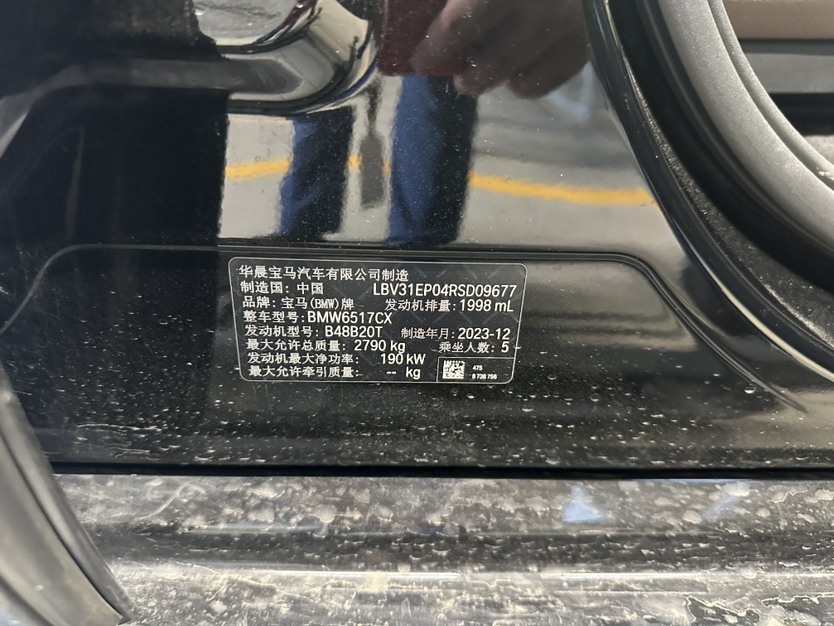 华晨宝马汽车有限公司制造
制造国: 中国 LBV31EP04RSD09677
品牌: 宝马(BMW)牌 发动机排量: 1998 mL
整车型号: BMW6517CX
发动机型号: B48B20T 制造年月: 2023-12
最大允许总质量: 2790 kg 乘坐人数: 5
发动机最大净功率: 190 kW
最大允许牵引质量: -- kg
475
8 738 756